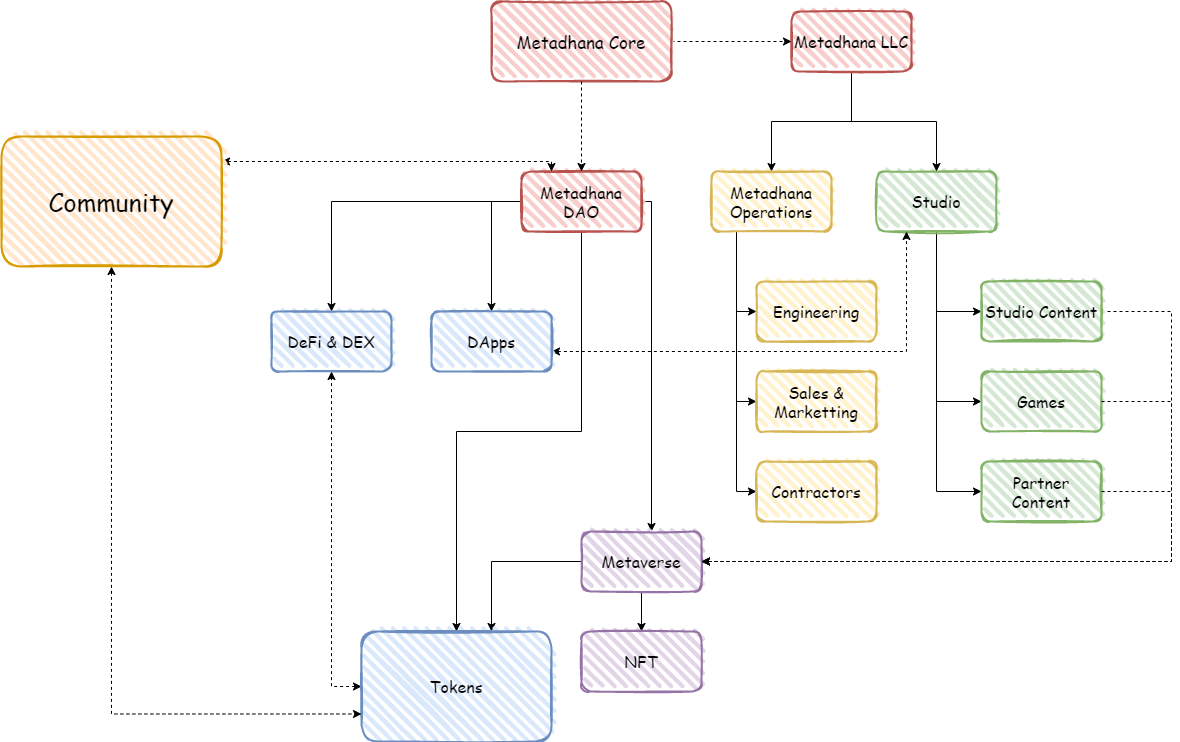 Metadhana Core
Metadhana LLC
Community
Metadhana
DAO
Metadhana
Operations
Studio
DeFi & DEX
DApps
Engineering
Studio Content
Sales &
Marketting
Games
Contractors
Partner
Content
Metaverse
Tokens
NFT